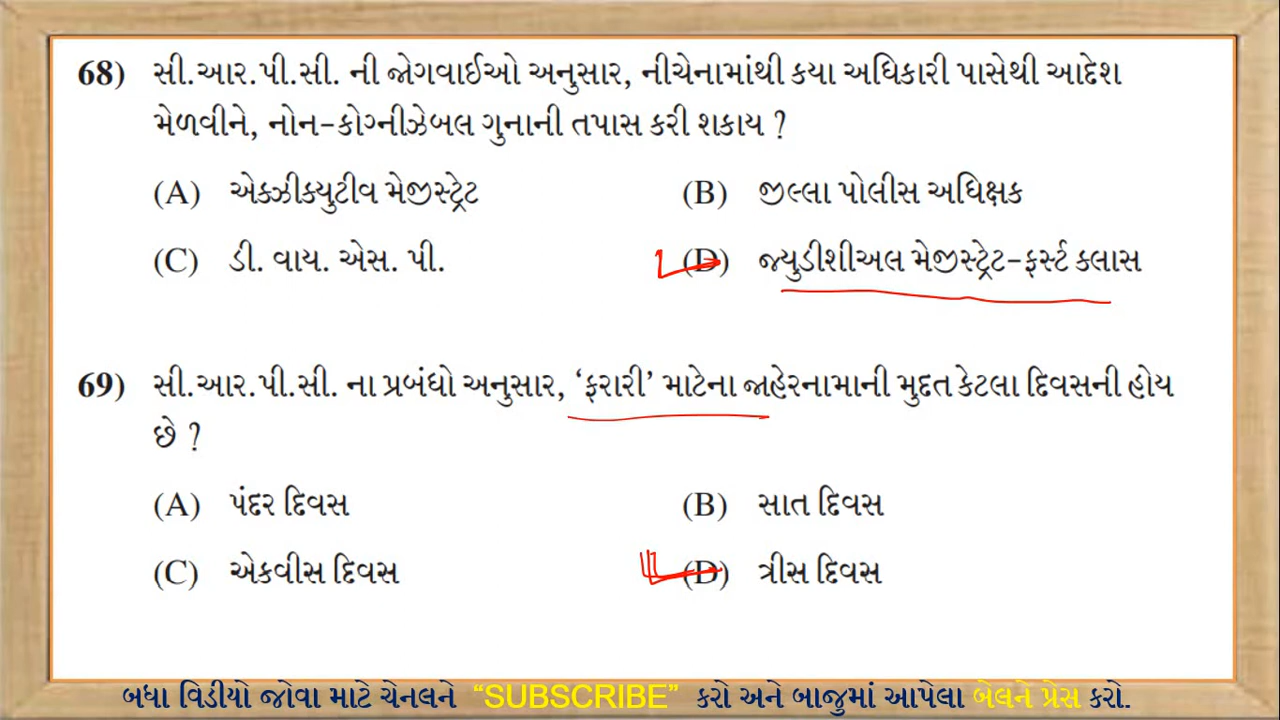 68) સી.આર.પી.સી. ની જોગવાઈઓ અનુસાર, નીચેનામાંથી કયા અધિકારી પાસેથી આદેશ
મેળવીને, નોન-કોગ્નીઝેબલ ગુનાની તપાસ કરી શકાય ?
(A) એકઝીકયુટીવ મેજીસ્ટ્રેટ (B) જીલ્લા પોલીસ અધિક્ષક
(C) ડી. વાય. એસ. પી. (D) જ્યુડીશીઅલ મેજીસ્ટ્રેટ-ફર્સ્ટ ક્લાસ
69) સી.આર.પી.સી. ના પ્રબંધો અનુસાર, ‘ફરારી’ માટેના જાહેરનામાની મુદત કેટલા દિવસની હોય
છે ?
(A) પંદર દિવસ (B) સાત દિવસ
(C) એકવીસ દિવસ (D) ત્રીસ દિવસ
બધા વિડીયો જોવા માટે ચેનલને “SUBSCRIBE” કરો અને બાજુમાં આપેલા બેલને પ્રેસ કરો.